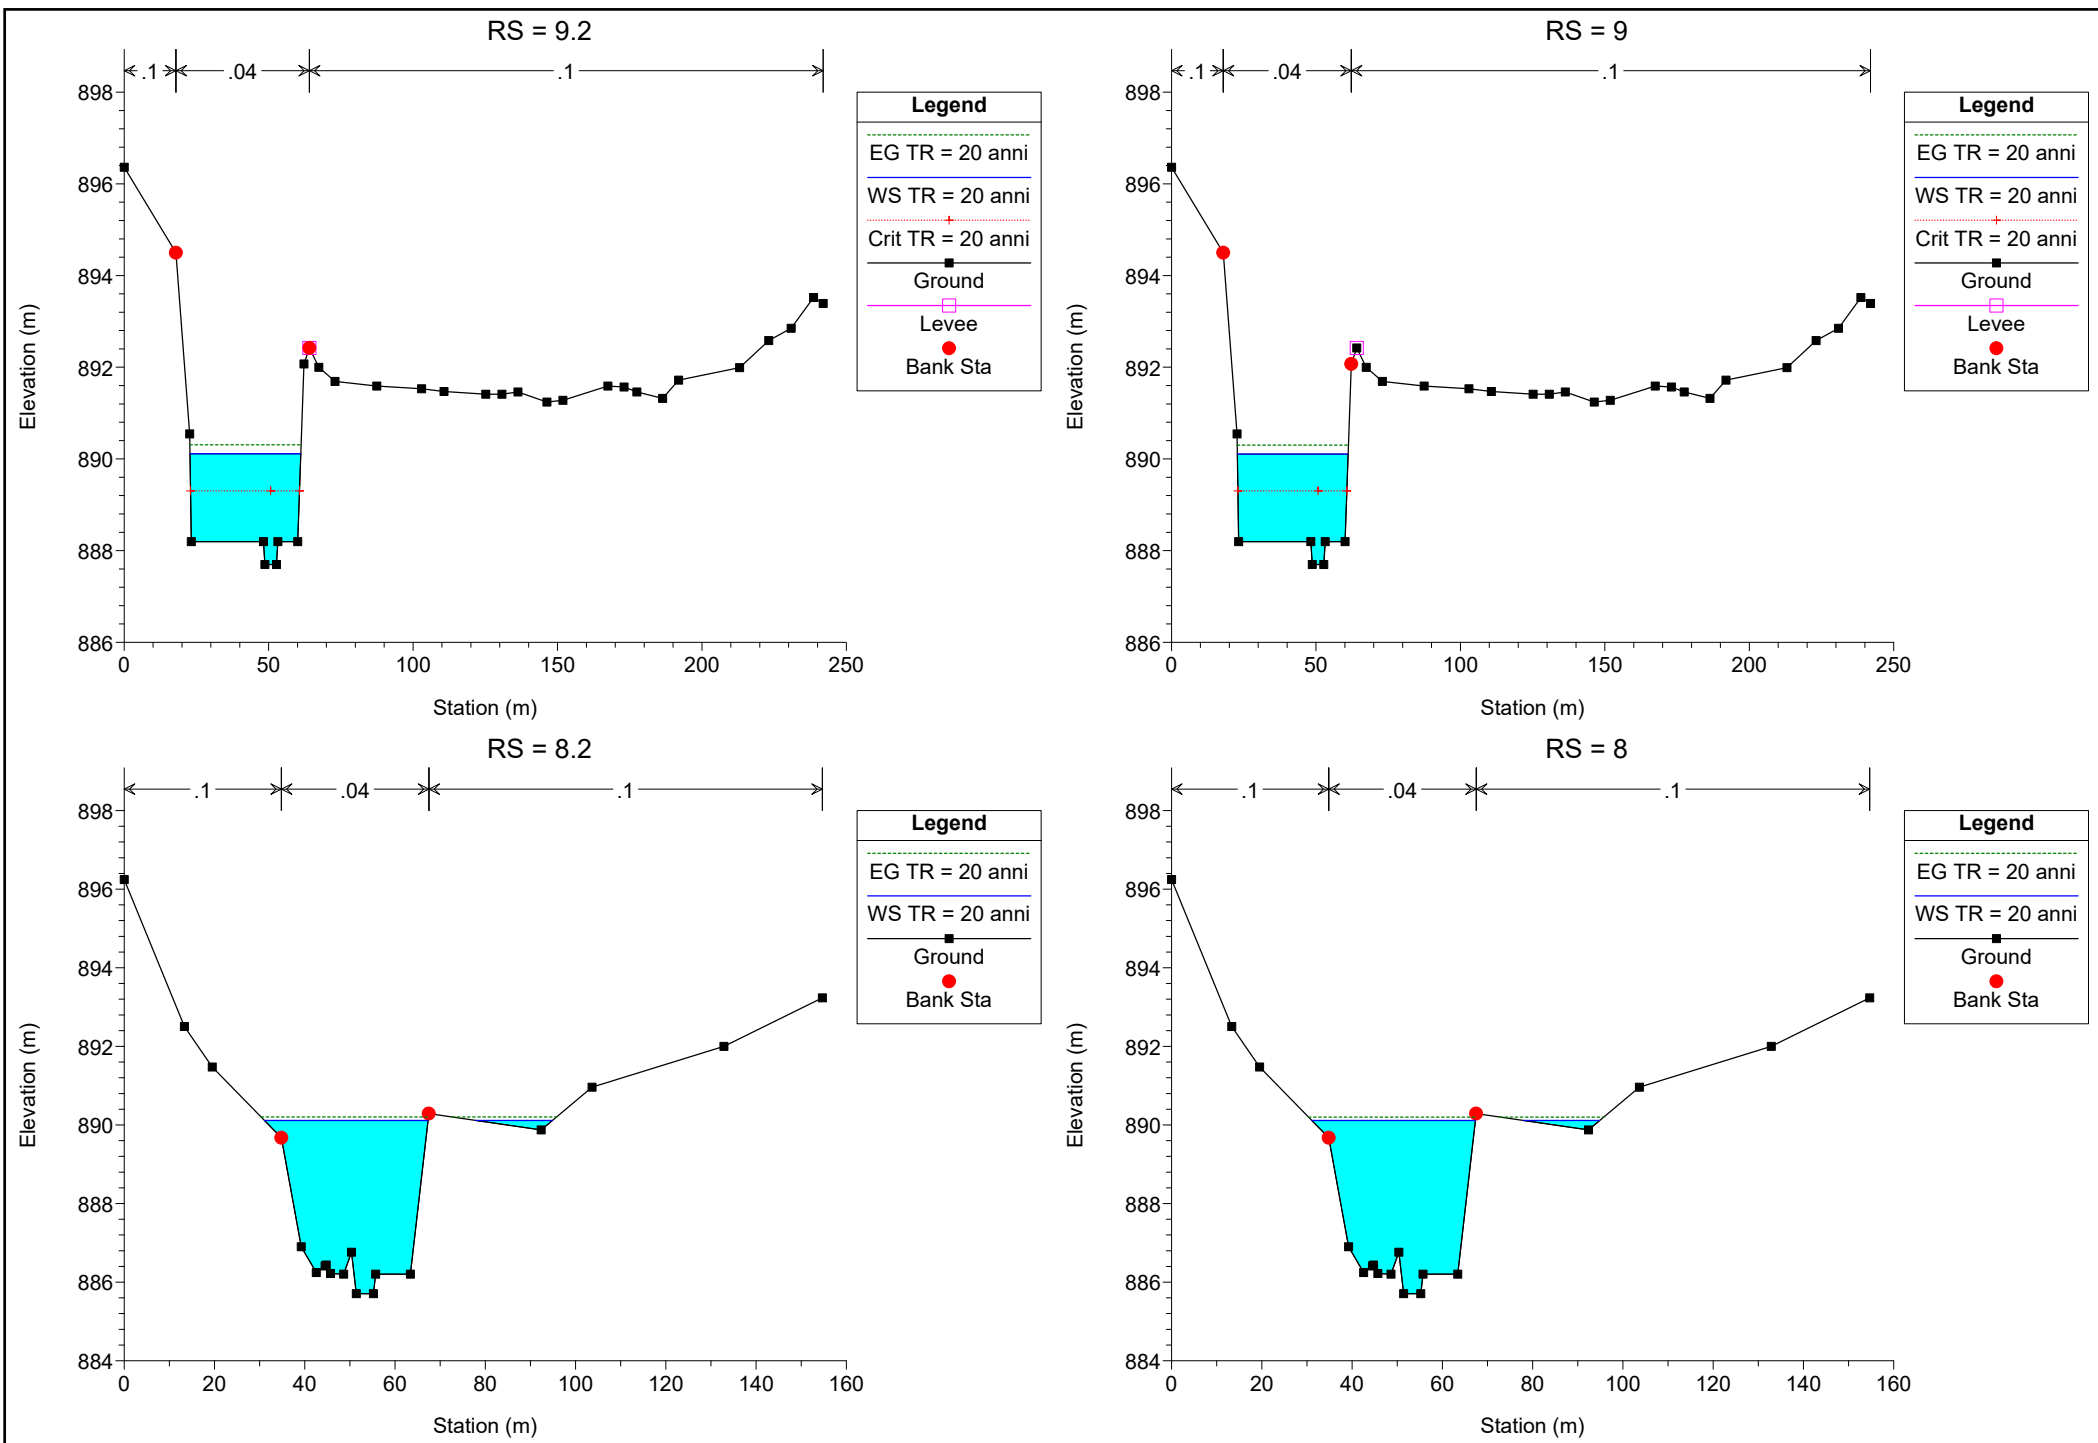 RS = 9.2
.1
.04
.1
898
896
894
892
890
888
886
0
50
100
150
200
250
Elevation (m)
Station (m)
Legend
EG TR = 20 anni
WS TR = 20 anni
Crit TR = 20 anni
Ground
Levee
Bank Sta
RS = 9
.1
.04
.1
898
896
894
892
890
888
886
0
50
100
150
200
250
Elevation (m)
Station (m)
Legend
EG TR = 20 anni
WS TR = 20 anni
Crit TR = 20 anni
Ground
Levee
Bank Sta
RS = 8.2
.1
.04
.1
898
896
894
892
890
888
886
884
0
20
40
60
80
100
120
140
160
Elevation (m)
Station (m)
Legend
EG TR = 20 anni
WS TR = 20 anni
Ground
Bank Sta
RS = 8
.1
.04
.1
898
896
894
892
890
888
886
884
0
20
40
60
80
100
120
140
160
Elevation (m)
Station (m)
Legend
EG TR = 20 anni
WS TR = 20 anni
Ground
Bank Sta